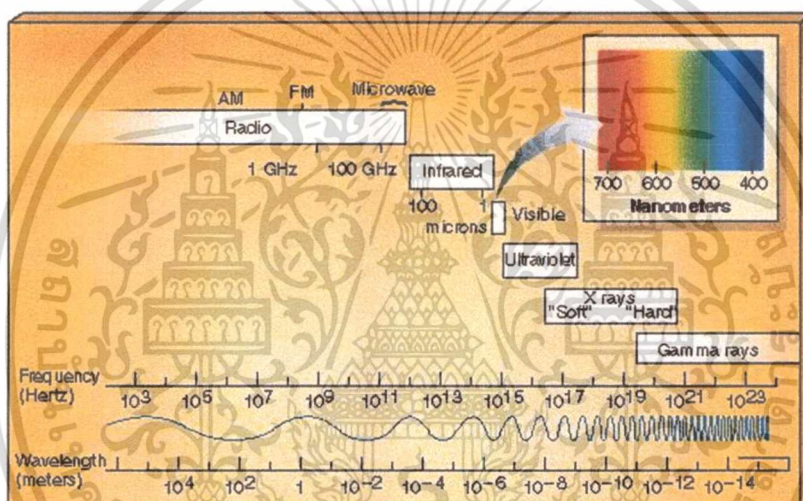 AM FM Microwave
Radio
1 GHz 100 GHz
Infrared
100 1
microns
Visible
Ultraviolet
X rays
"Soft" "Hard"
Gamma rays
700 600 500 400
Nanometers
Frequency
(Hertz)
10³ 10⁵ 10⁷ 10⁹ 10¹¹ 10¹³ 10¹⁵ 10¹⁷ 10¹⁹ 10²¹ 10²³
Wavelength
(meters)
10⁴ 10² 1 10⁻² 10⁻⁴ 10⁻⁶ 10⁻⁸ 10⁻¹⁰ 10⁻¹² 10⁻¹⁴